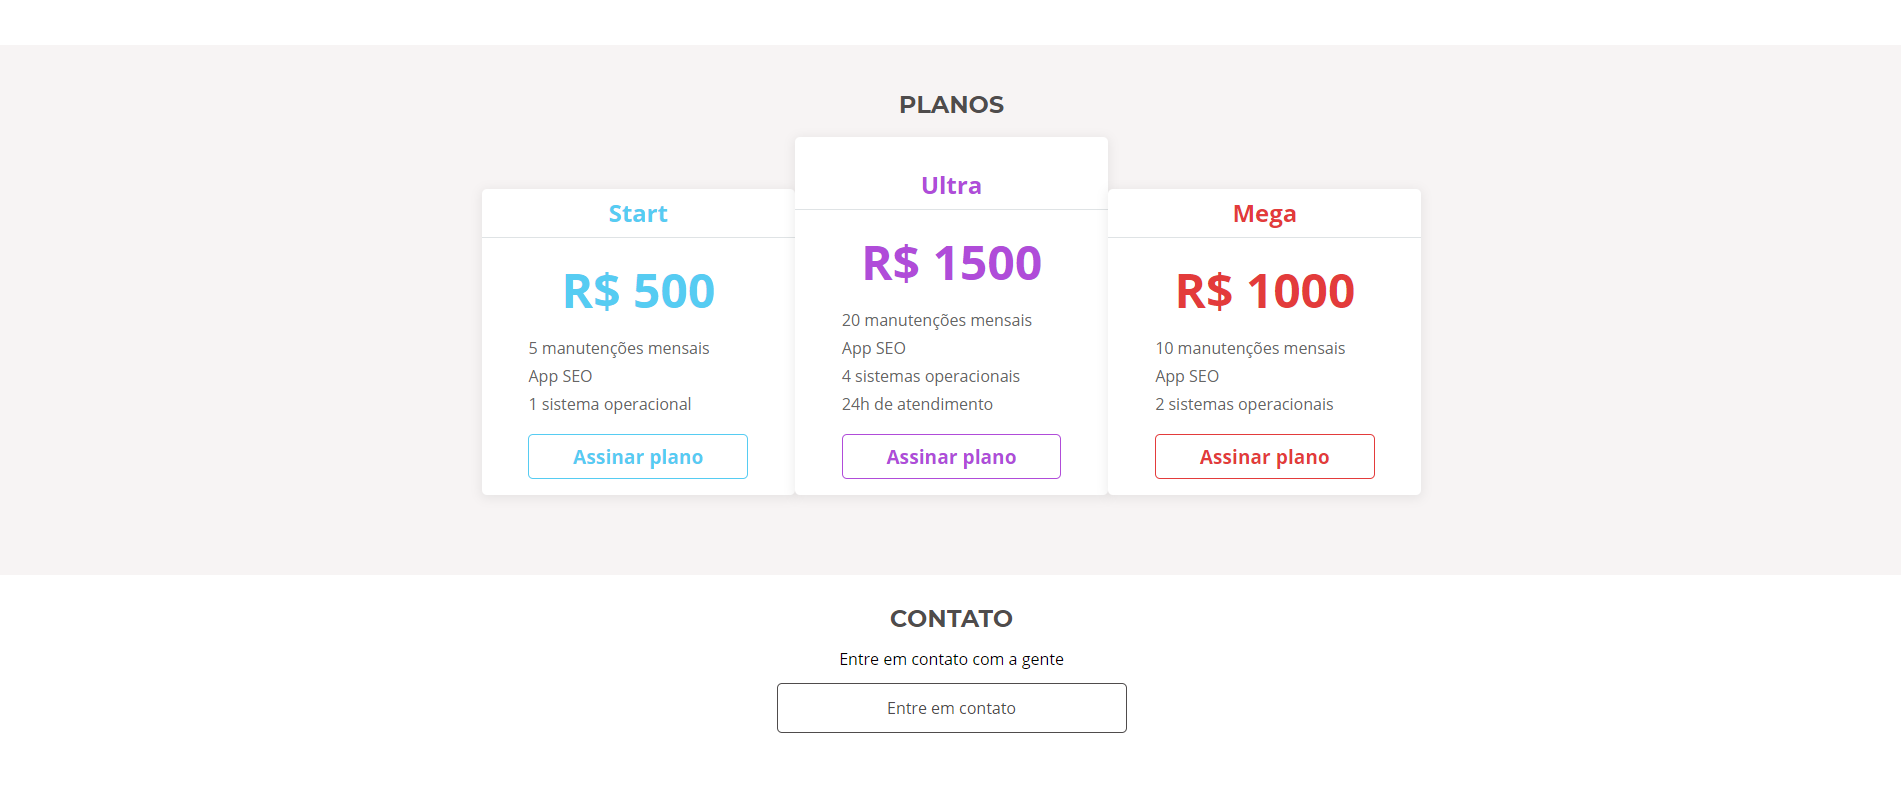 PLANOS
Start
R$ 500
5 manutenções mensais
App SEO
1 sistema operacional
Assinar plano
Ultra
R$ 1500
20 manutenções mensais
App SEO
4 sistemas operacionais
24h de atendimento
Assinar plano
Mega
R$ 1000
10 manutenções mensais
App SEO
2 sistemas operacionais
Assinar plano
CONTATO
Entre em contato com a gente
Entre em contato